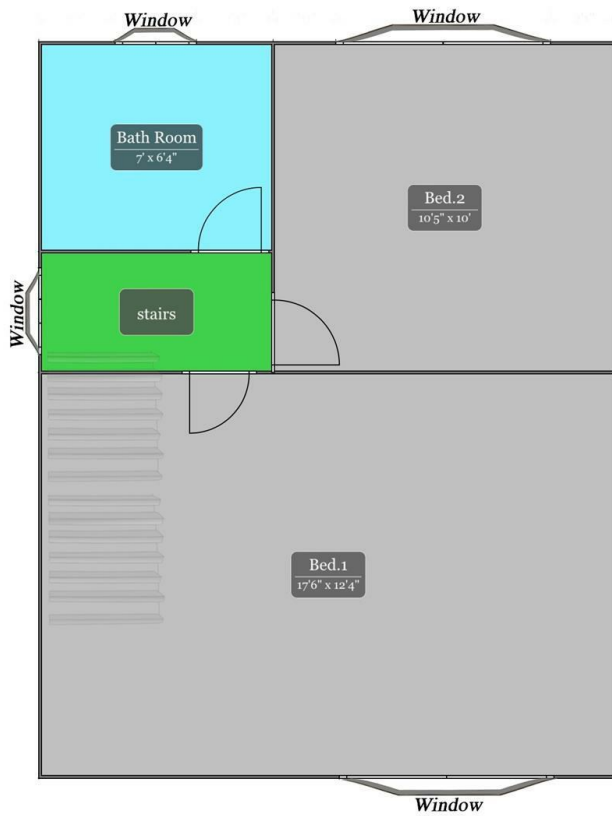 Window
Window
Bath Room
7' x 6'4"
Bed.2
10'5" x 10'
Window
stairs
Bed.1
17'6" x 12'4"
Window